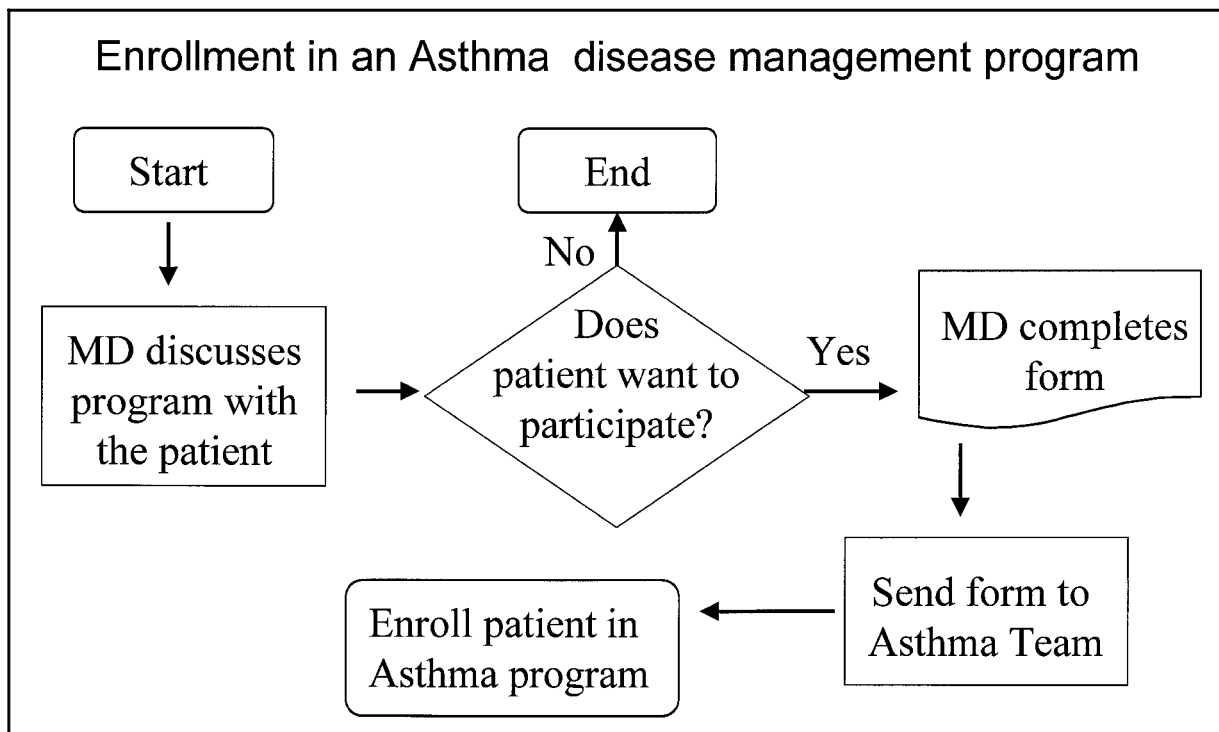 Enrollment in an Asthma disease management program
Start
MD discusses
program with
the patient
Does
patient want to
participate?
No
End
Yes
MD completes
form
Send form to
Asthma Team
Enroll patient in
Asthma program